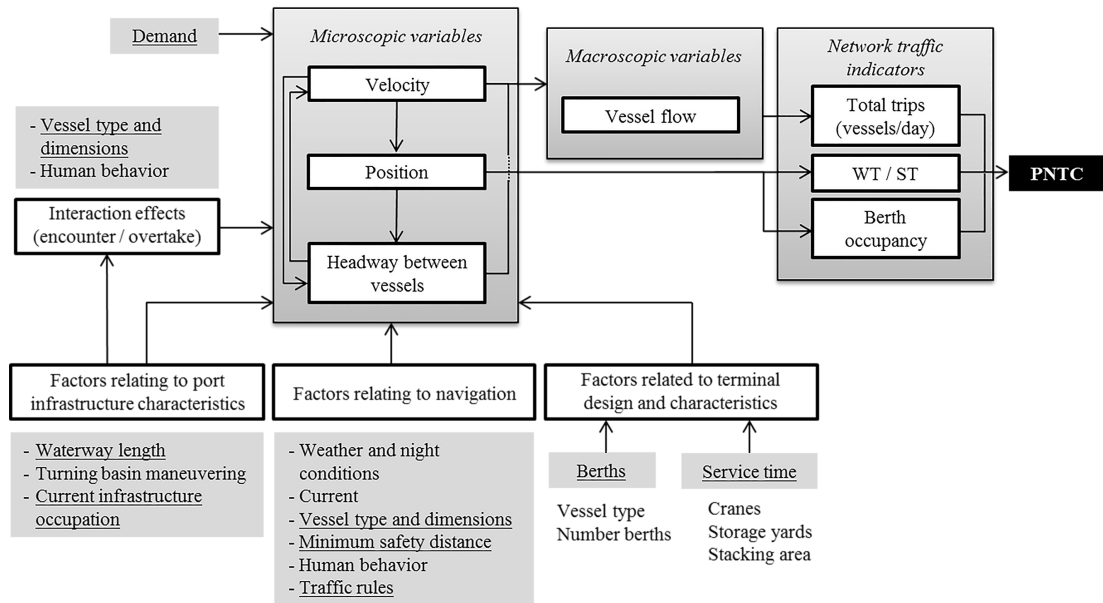 Demand
Microscopic variables
Velocity
Position
Headway between
vessels
Macroscopic variables
Vessel flow
Network traffic
indicators
Total trips
(vessels/day)
WT / ST
Berth
occupancy
PNTC
- Vessel type and
dimensions
- Human behavior
Interaction effects
(encounter / overtake)
Factors relating to port
infrastructure characteristics
- Waterway length
- Turning basin maneuvering
- Current infrastructure
occupation
Factors relating to navigation
- Weather and night
conditions
- Current
- Vessel type and dimensions
- Minimum safety distance
- Human behavior
- Traffic rules
Factors related to terminal
design and characteristics
Berths
Vessel type
Number berths
Service time
Cranes
Storage yards
Stacking area